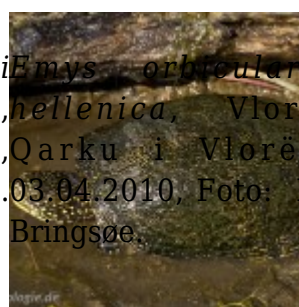 iEmys orbicular
,hellenica, Vlor
,Qarku i Vlorë
.03.04.2010, Foto:
Bringsøe.
ologie.de